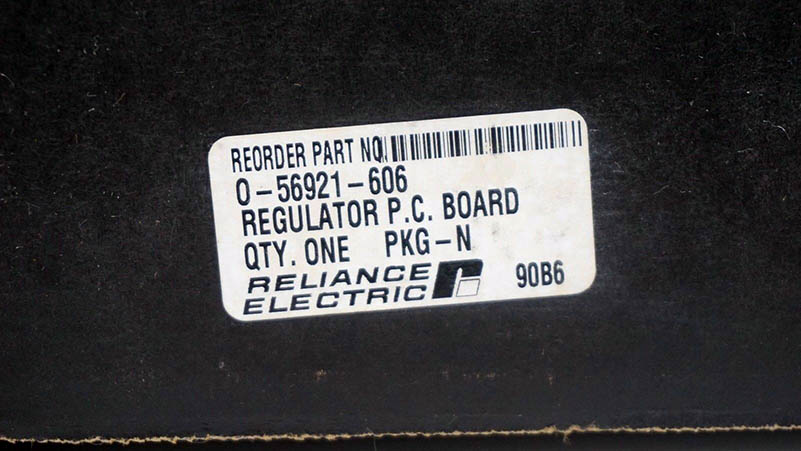 REORDER PART NO.
0-56921-606
REGULATOR P.C. BOARD
QTY. ONE PKG-N
RELIANCE
ELECTRIC
90B6